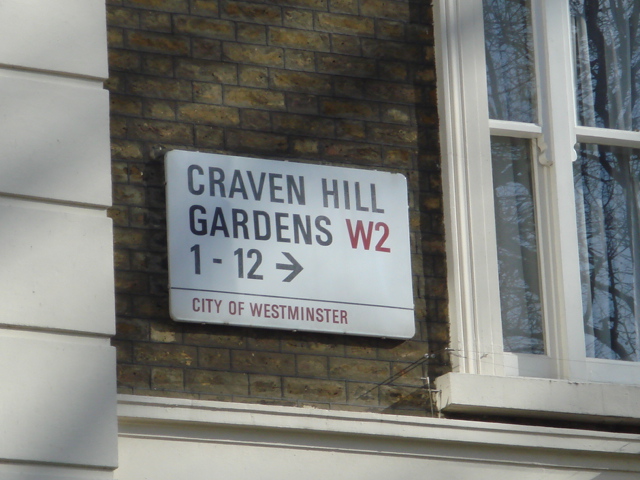 CRAVEN HILL
GARDENS W2
1 - 12 →
CITY OF WESTMINSTER